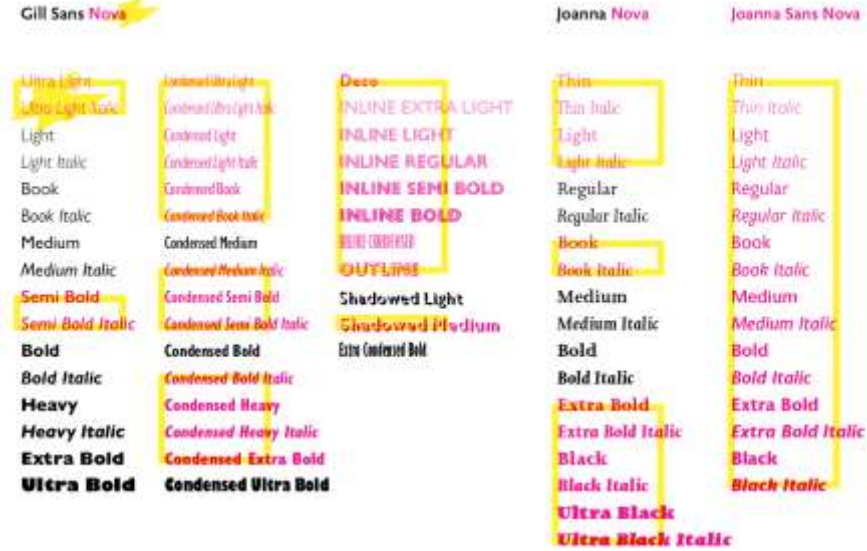 Gill Sans Nova
Ultra Light
Ultra Light Italic
Light
Light Italic
Book
Book Italic
Medium
Medium Italic
Semi Bold
Semi Bold Italic
Bold
Bold Italic
Heavy
Heavy Italic
Extra Bold
Ultra Bold
Condensed Ultra Light
Condensed Ultra Light Italic
Condensed Light
Condensed Light Italic
Condensed Book
Condensed Book Italic
Condensed Medium
Condensed Medium Italic
Condensed Semi Bold
Condensed Semi Bold Italic
Condensed Bold
Condensed Bold Italic
Condensed Heavy
Condensed Heavy Italic
Condensed Extra Bold
Condensed Ultra Bold
Deco
INLINE EXTRA LIGHT
INLINE LIGHT
INLINE REGULAR
INLINE SEMI BOLD
INLINE BOLD
INLINE CONDENSED
OUTLINE
Shadowed Light
Shadowed Medium
Extra Condensed Bold
Joanna Nova
Thin
Thin Italic
Light
Light Italic
Regular
Regular Italic
Book
Book Italic
Medium
Medium Italic
Bold
Bold Italic
Extra Bold
Extra Bold Italic
Black
Black Italic
Ultra Black
Ultra Black Italic
Joanna Sans Nova
Thin
Thin Italic
Light
Light Italic
Regular
Regular Italic
Book
Book Italic
Medium
Medium Italic
Bold
Bold Italic
Extra Bold
Extra Bold Italic
Black
Black Italic